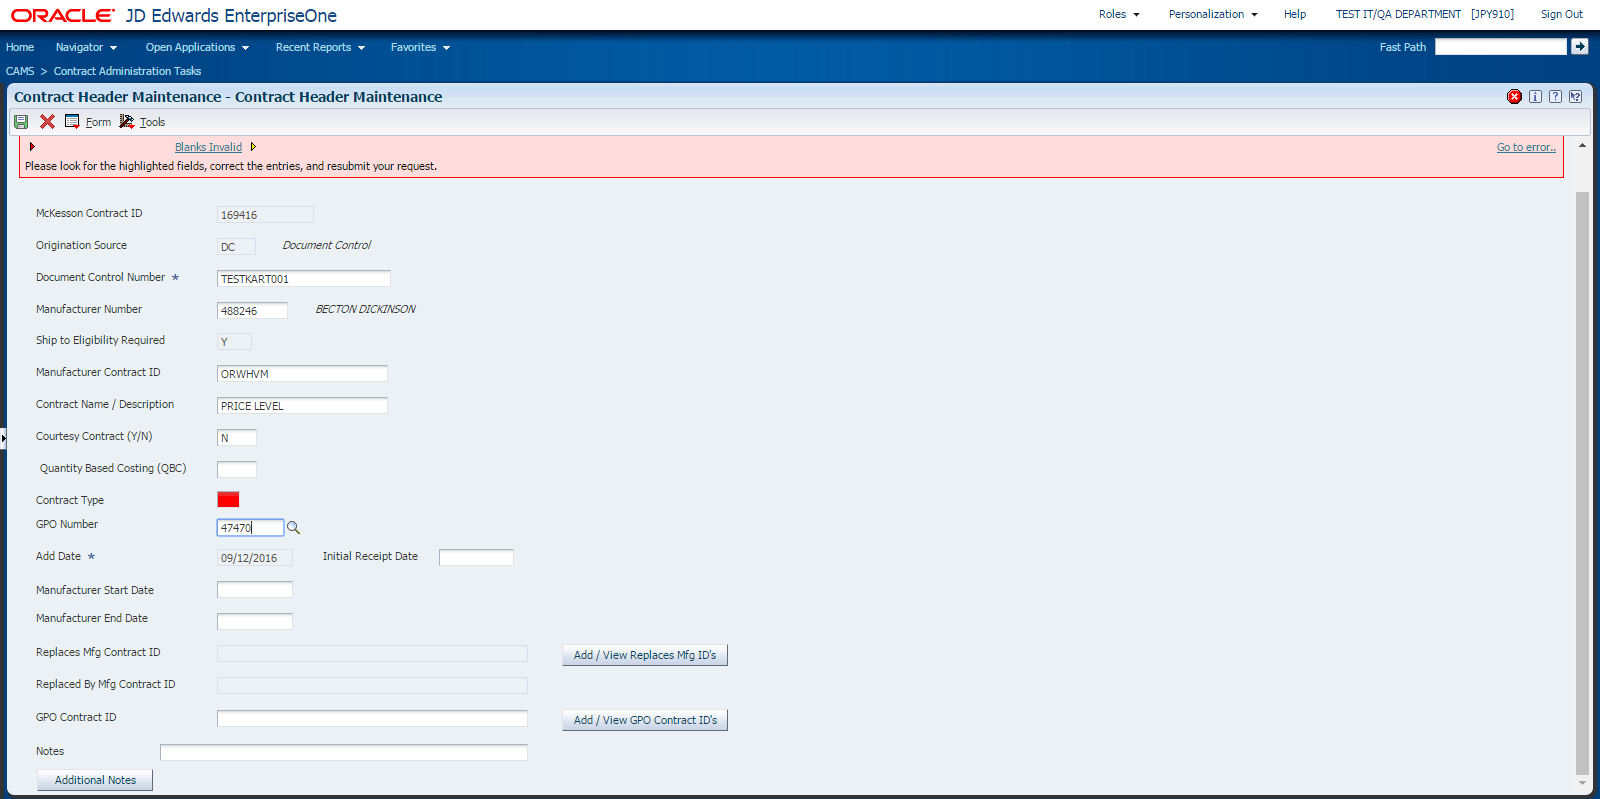 ORACLE® JD Edwards EnterpriseOne Roles Personalization Help TEST IT/QA DEPARTMENT [JPY910] Sign Out
Home Navigator Open Applications Recent Reports Favorites Fast Path
CAMS > Contract Administration Tasks
Contract Header Maintenance - Contract Header Maintenance
Form Tools
Blanks Invalid Go to error..
Please look for the highlighted fields, correct the entries, and resubmit your request.
McKesson Contract ID 169416
Origination Source DC Document Control
Document Control Number * TESTKART001
Manufacturer Number 488246 BECTON DICKINSON
Ship to Eligibility Required Y
Manufacturer Contract ID ORWHVM
Contract Name / Description PRICE LEVEL
Courtesy Contract (Y/N) N
Quantity Based Costing (QBC)
Contract Type
GPO Number 47470
Add Date * 09/12/2016 Initial Receipt Date
Manufacturer Start Date
Manufacturer End Date
Replaces Mfg Contract ID Add / View Replaces Mfg ID's
Replaced By Mfg Contract ID
GPO Contract ID Add / View GPO Contract ID's
Notes
Additional Notes